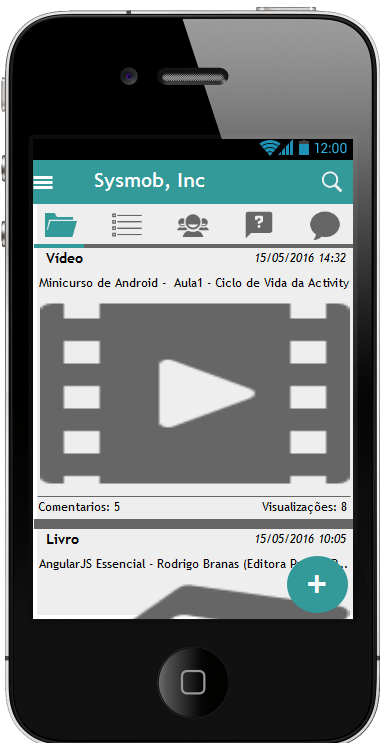 12:00
Sysmob, Inc
?
Vídeo 15/05/2016 14:32
Minicurso de Android - Aula1 - Ciclo de Vida da Activity
Comentarios: 5 Visualizações: 8
Livro 15/05/2016 10:05
AngularJS Essencial - Rodrigo Branas (Editora
+